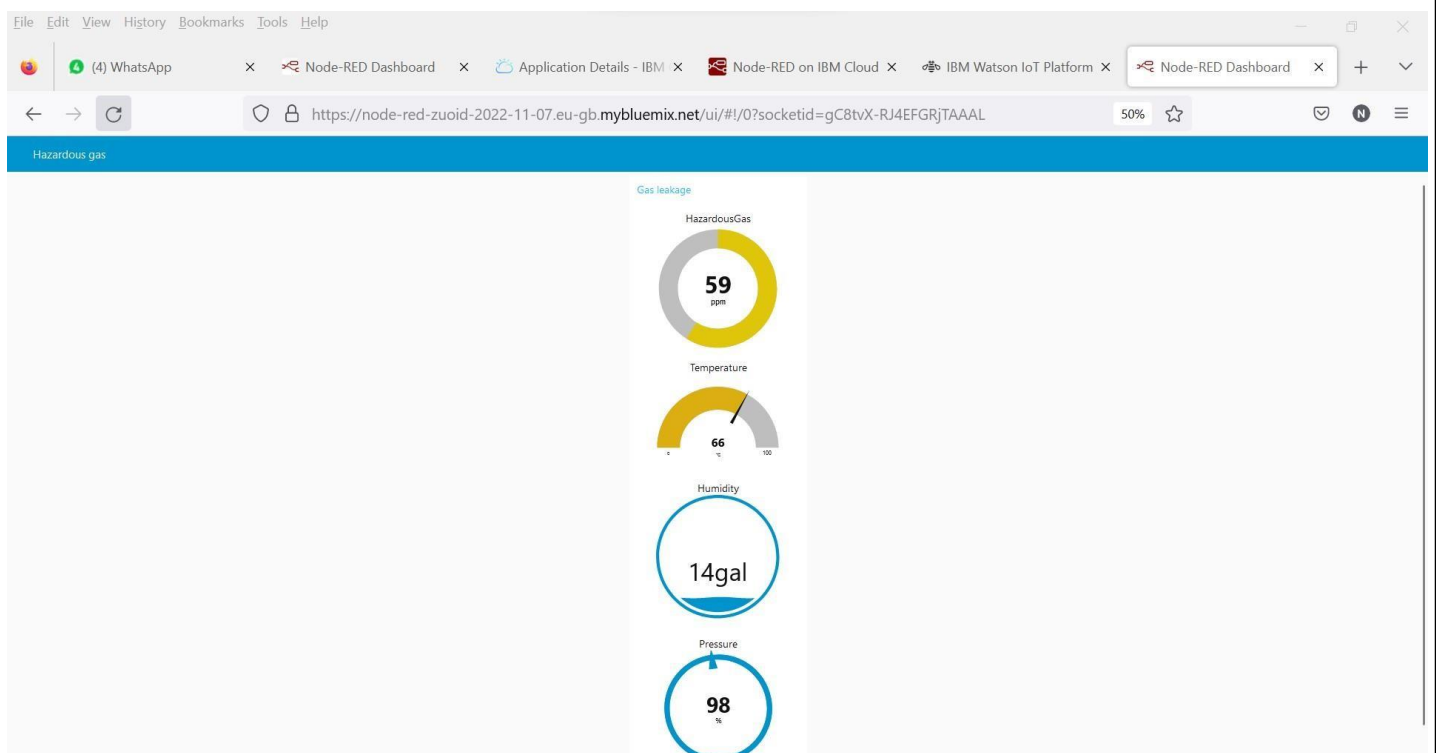 File Edit View History Bookmarks Tools Help
(4) WhatsApp
Node-RED Dashboard
Application Details - IBM
Node-RED on IBM Cloud
IBM Watson IoT Platform
Node-RED Dashboard
https://node-red-zuoid-2022-11-07.eu-gb.mybluemix.net/ui/#!/0?socketid=gC8tvX-RJ4EFGRjTAAAL
50%
N
Hazardous gas
Gas leakage
HazardousGas
59
ppm
Temperature
66
0 °C 100
Humidity
14gal
Pressure
98
%